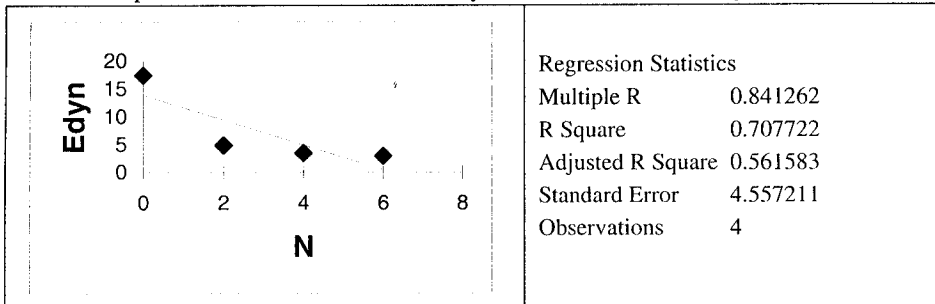 20
15
10
5
0
Edyn
0 2 4 6 8
N
Regression Statistics
Multiple R 0.841262
R Square 0.707722
Adjusted R Square 0.561583
Standard Error 4.557211
Observations 4